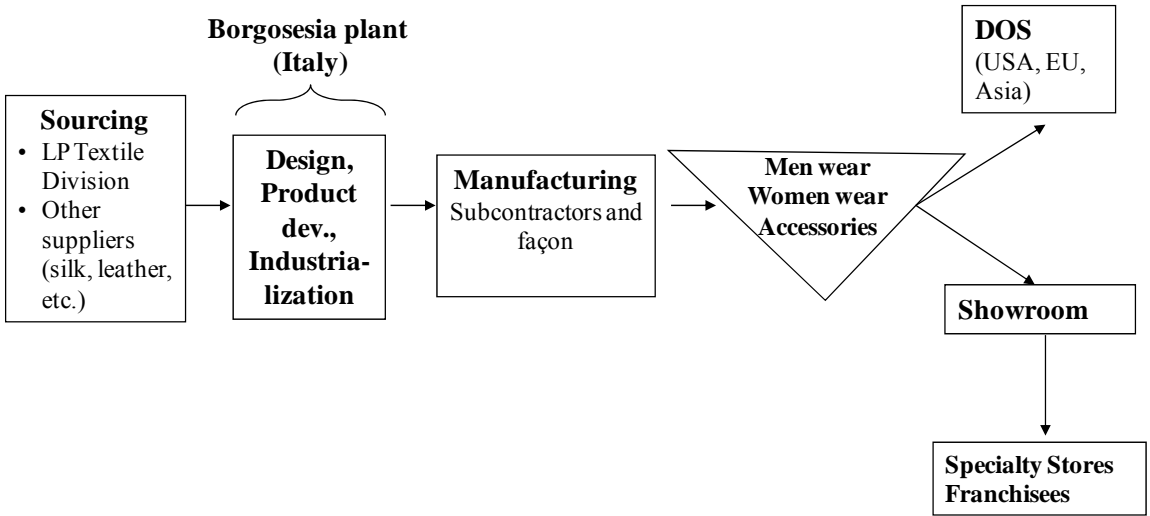 Borgosesia plant
(Italy)
Sourcing
• LP Textile
Division
• Other
suppliers
(silk, leather,
etc.)
Design,
Product
dev.,
Industria-
lization
Manufacturing
Subcontractors and
façon
Men wear
Women wear
Accessories
DOS
(USA, EU,
Asia)
Showroom
Specialty Stores
Franchisees